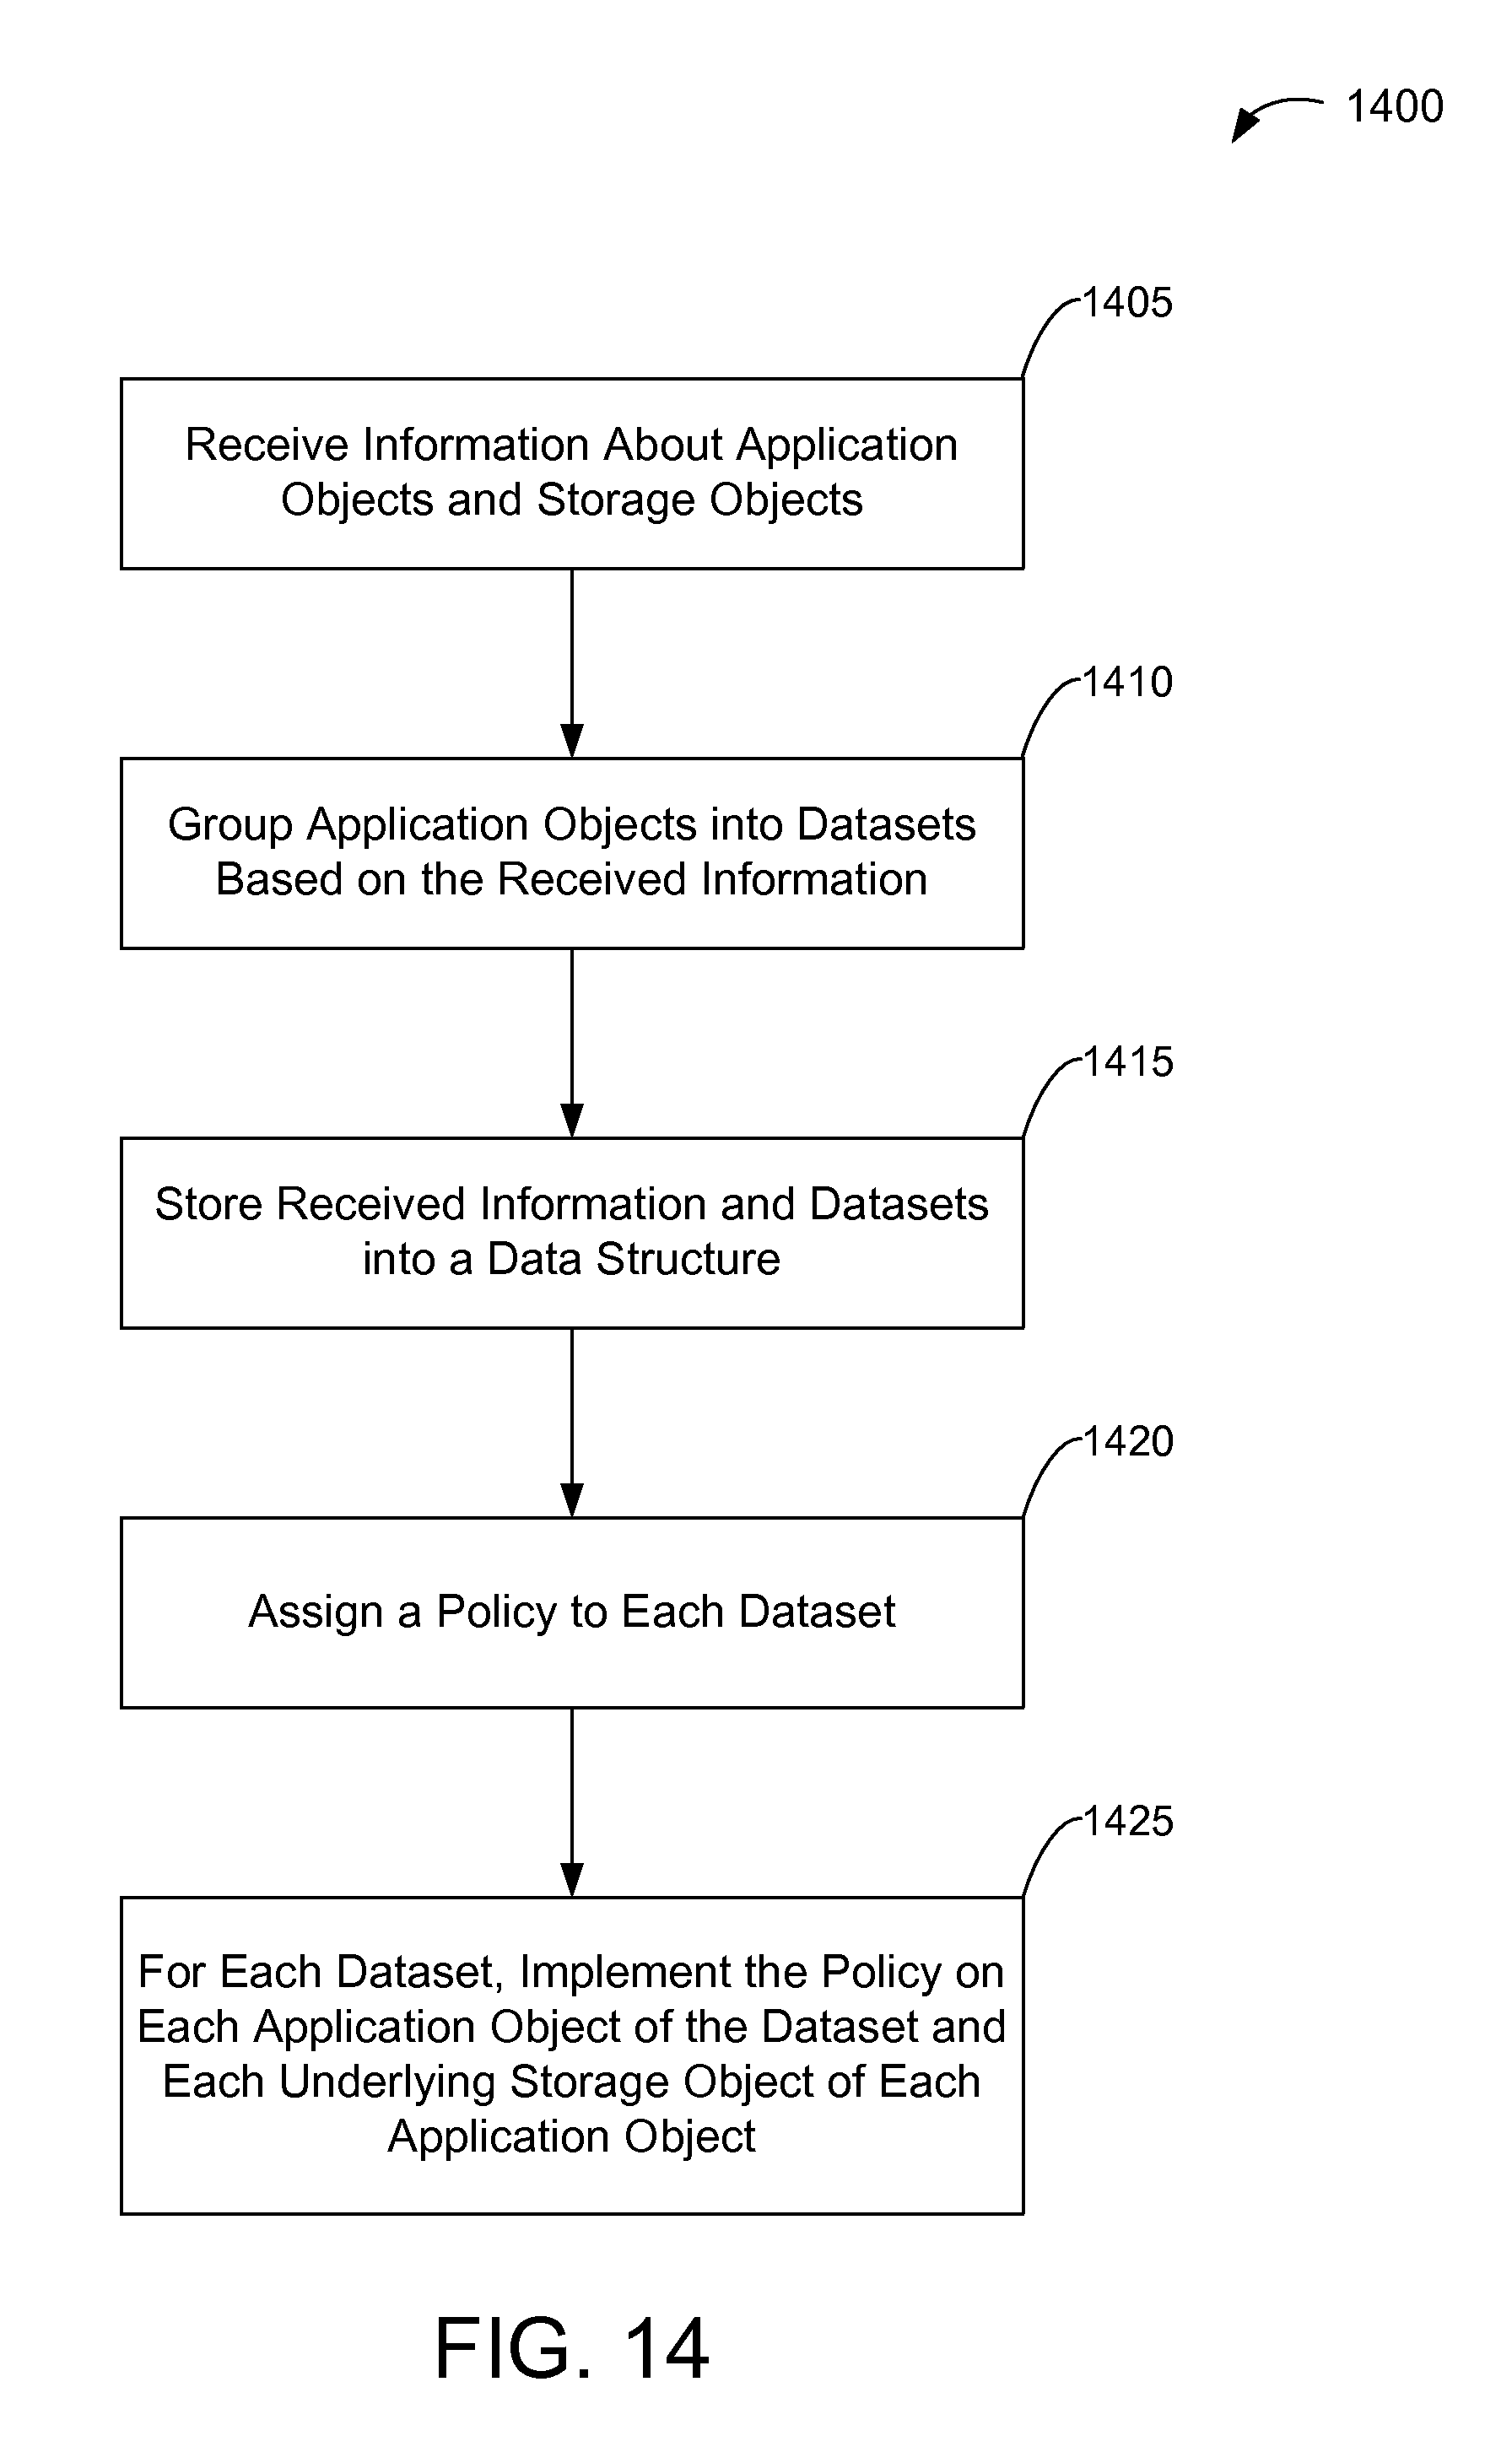 1400
1405
Receive Information About Application
Objects and Storage Objects
1410
Group Application Objects into Datasets
Based on the Received Information
1415
Store Received Information and Datasets
into a Data Structure
1420
Assign a Policy to Each Dataset
1425
For Each Dataset, Implement the Policy on
Each Application Object of the Dataset and
Each Underlying Storage Object of Each
Application Object
FIG. 14